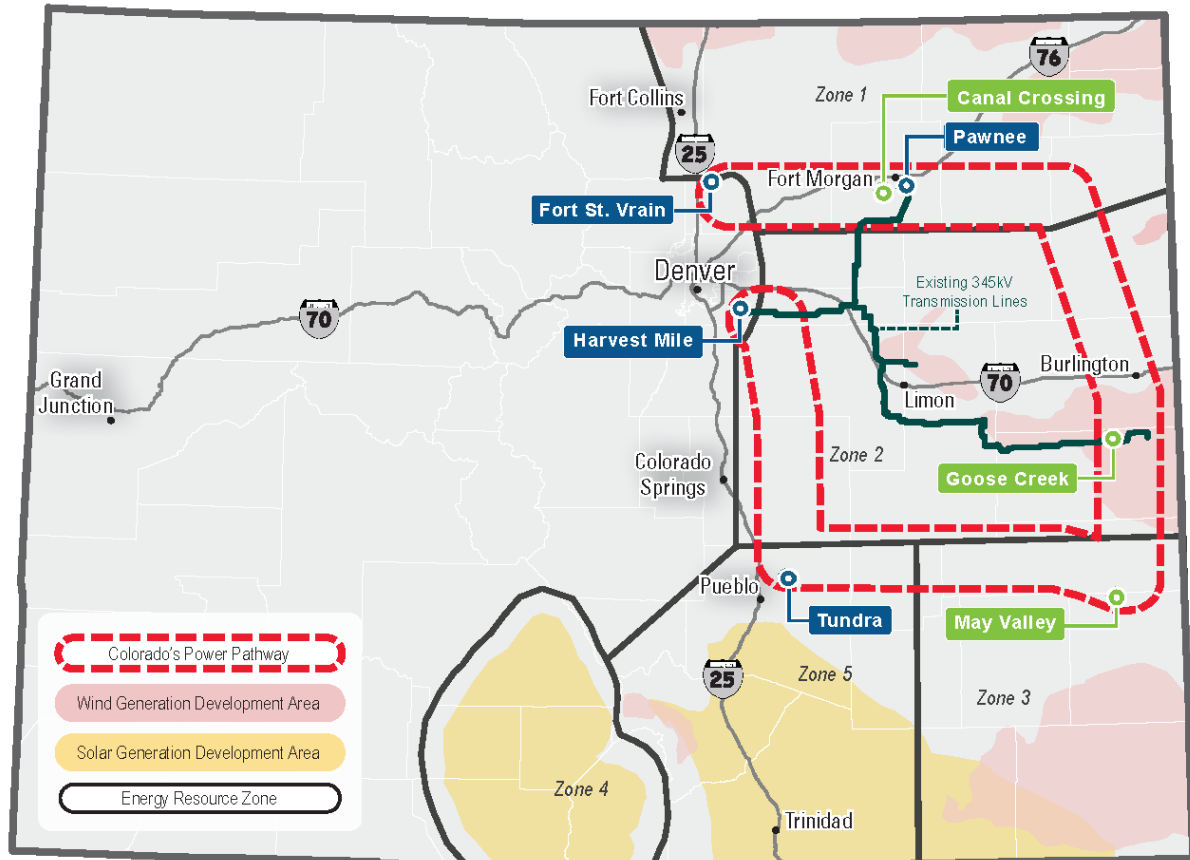 76
Zone 1
Canal Crossing
Fort Collins
Pawnee
25
Fort Morgan
Fort St. Vrain
Denver
Existing 345kV
Transmission Lines
70
Harvest Mile
Burlington
70
Limon
Grand
Junction
Zone 2
Colorado
Springs
Goose Creek
Pueblo
Tundra
May Valley
Colorado's Power Pathway
25
Zone 5
Zone 3
Wind Generation Development Area
Solar Generation Development Area
Zone 4
Energy Resource Zone
Trinidad